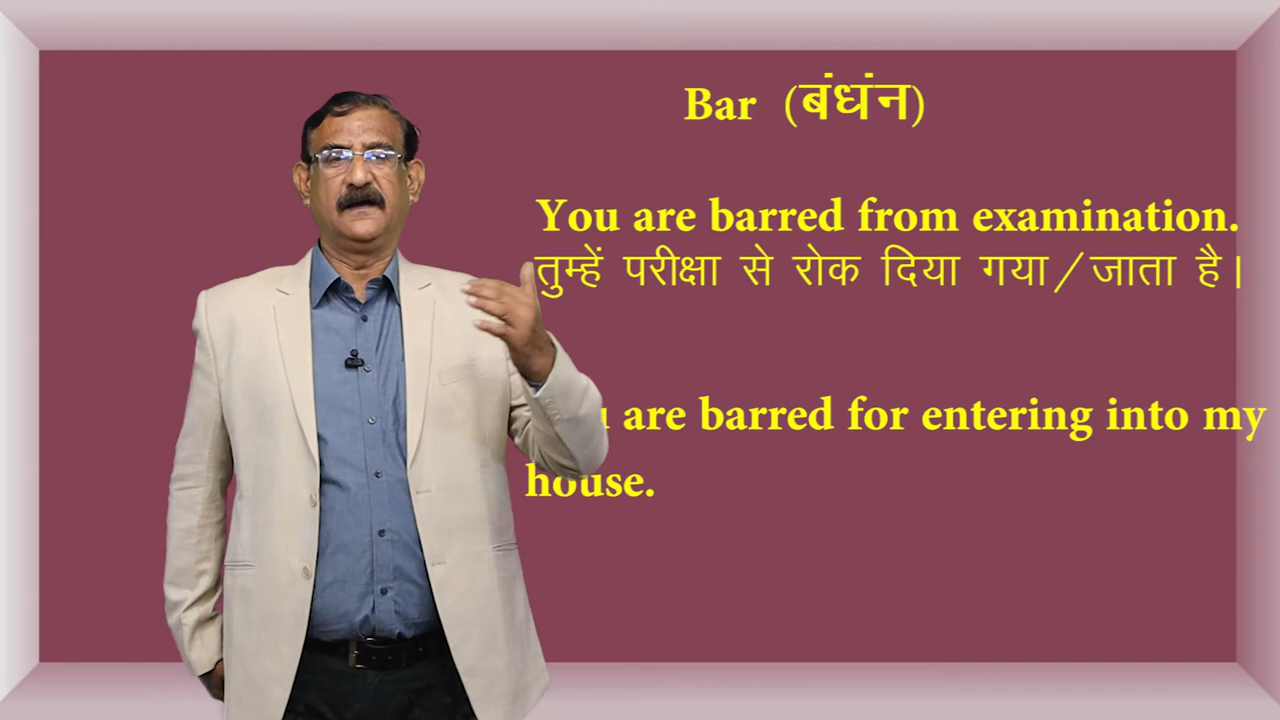 Bar (बंधंन)
You are barred from examination.
तुम्हें परीक्षा से रोक दिया गया/जाता है।
are barred for entering into my
house.